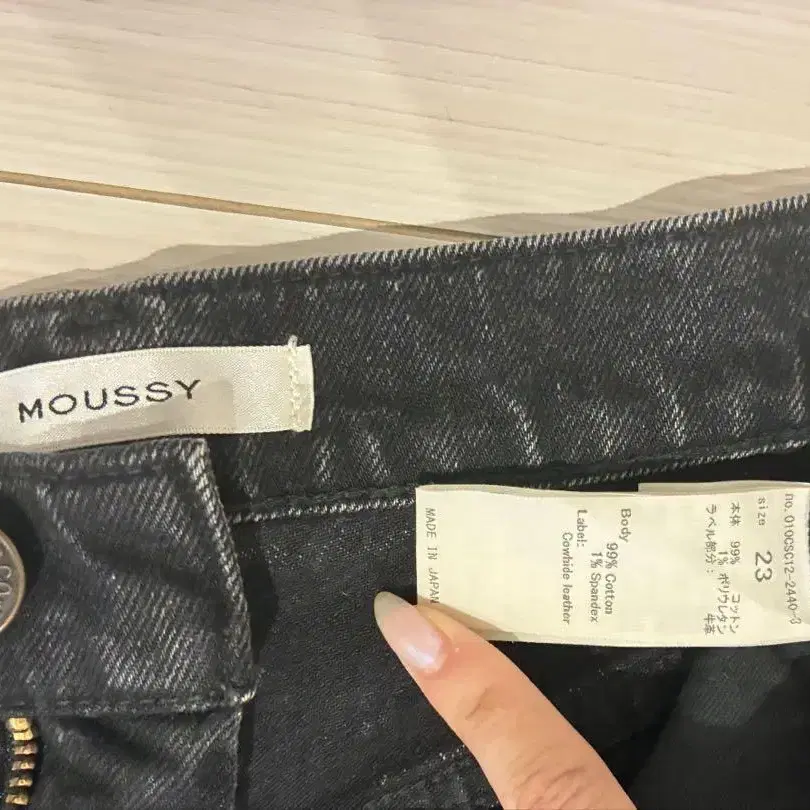 MOUSSY
no. 010CSC12-2440-3
size 23
本体 99% コットン
1% ポリウレタン
ラベル部分: 牛革
Body
99% Cotton
1% Spandex
Label:
Cowhide leather
MADE IN JAPAN
CO